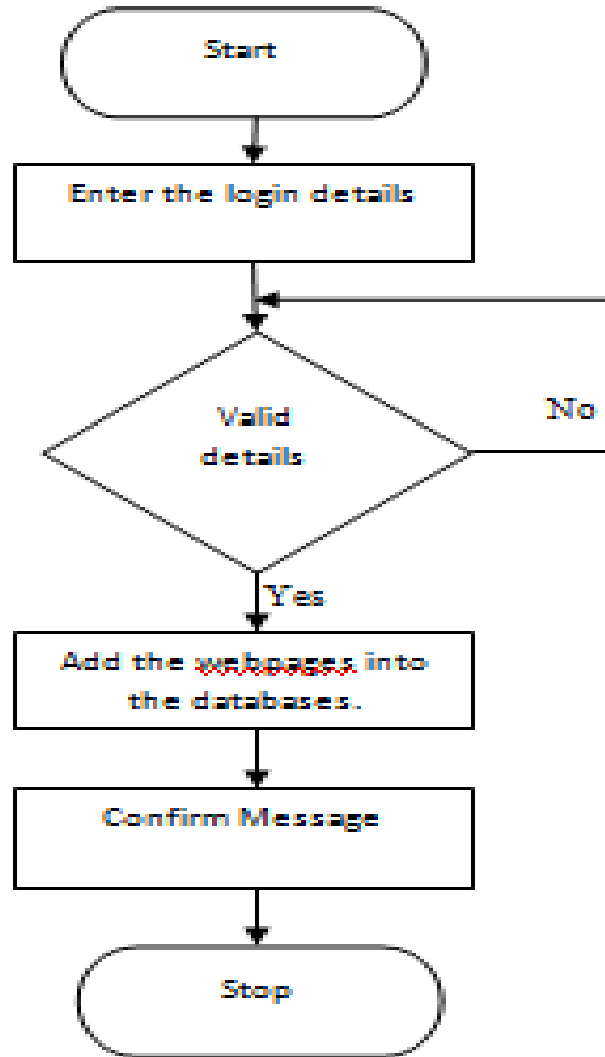 Start
Enter the login details
Valid
details
No
Yes
Add the webpages into
the databases.
Confirm Message
Stop